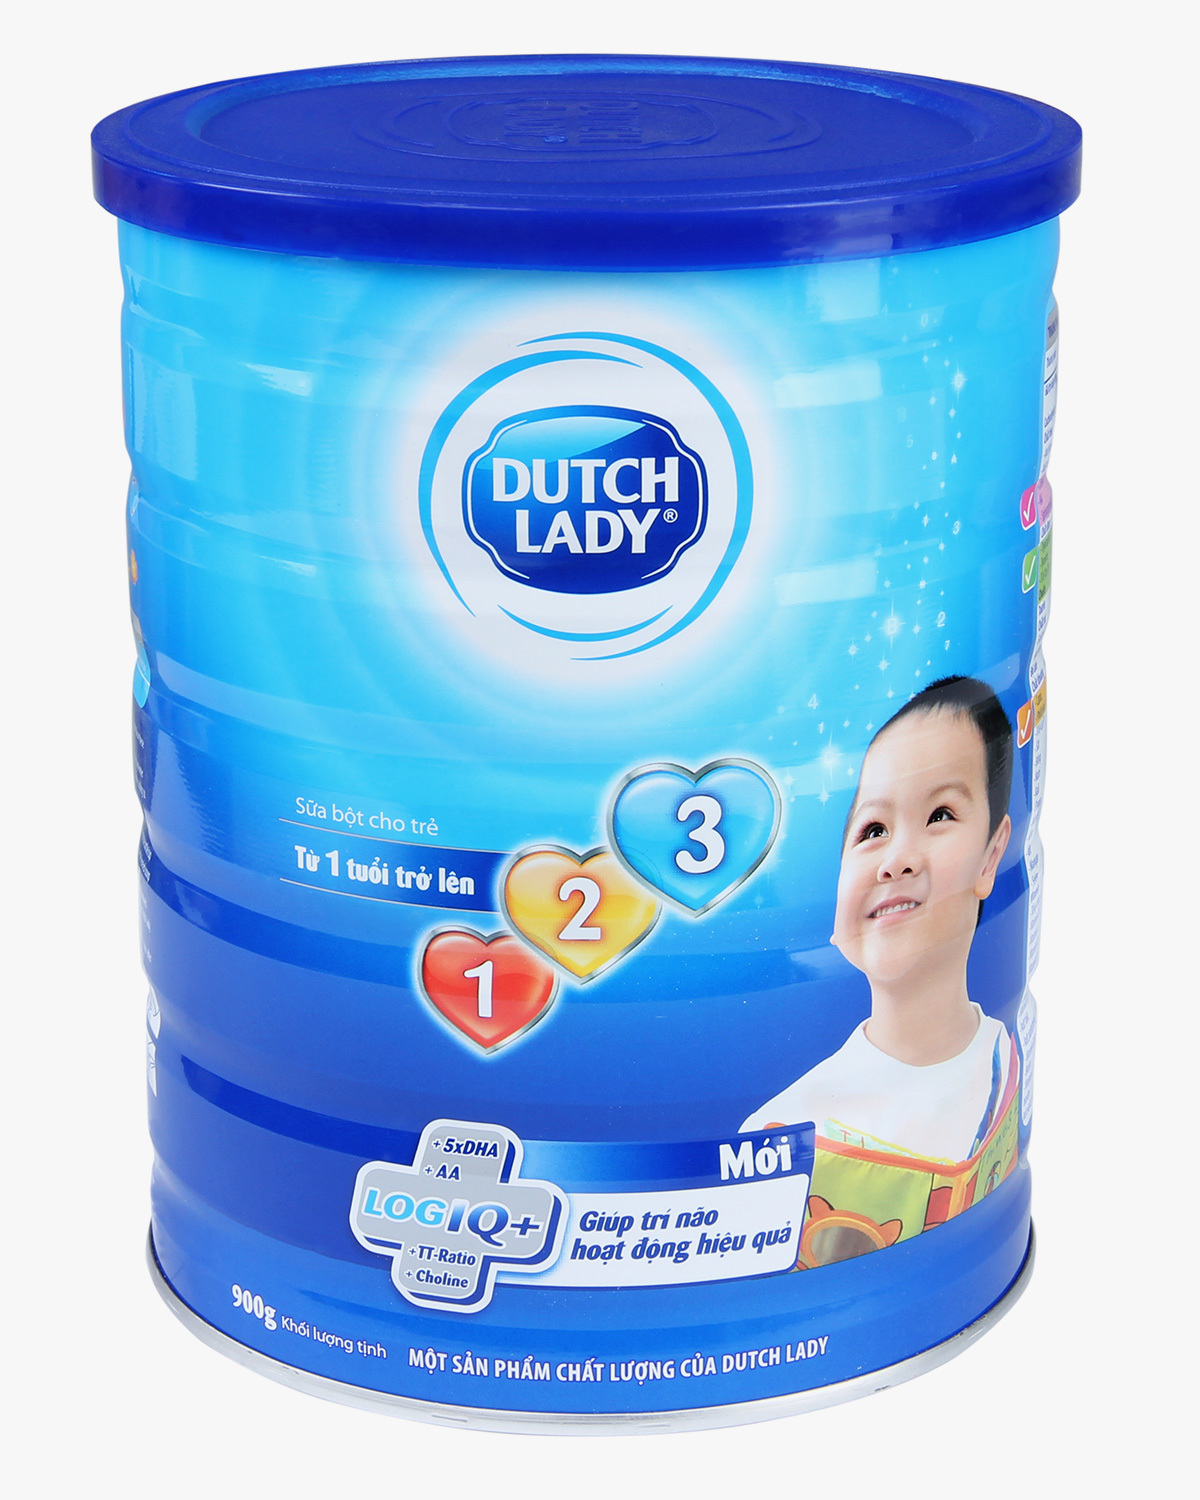 DUTCH
LADY®
Sữa bột cho trẻ
Từ 1 tuổi trở lên
3
2
1
+5xDHA
+AA
LOGIQ+
+TT-Ratio
+Choline
Mới
Giúp trí não
hoạt động hiệu quả
900g Khối lượng tịnh
MỘT SẢN PHẨM CHẤT LƯỢNG CỦA DUTCH LADY